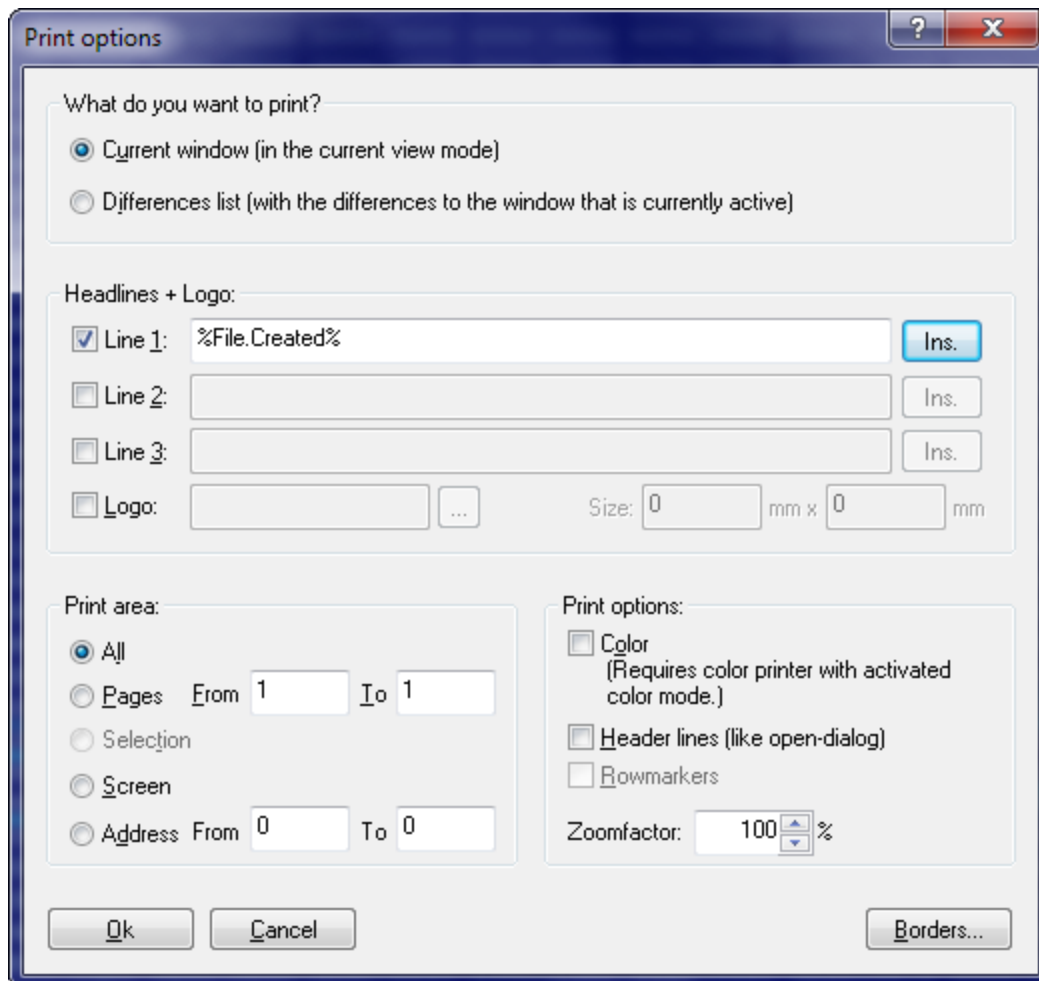 Print options
?
X
What do you want to print?
Current window (in the current view mode)
Differences list (with the differences to the window that is currently active)
Headlines + Logo:
Line 1: %File.Created% Ins.
Line 2: Ins.
Line 3: Ins.
Logo: ... Size: 0 mm x 0 mm
Print area:
All
Pages From 1 To 1
Selection
Screen
Address From 0 To 0
Print options:
Color
(Requires color printer with activated
color mode.)
Header lines (like open-dialog)
Rowmarkers
Zoomfactor: 100 %
Ok Cancel Borders...